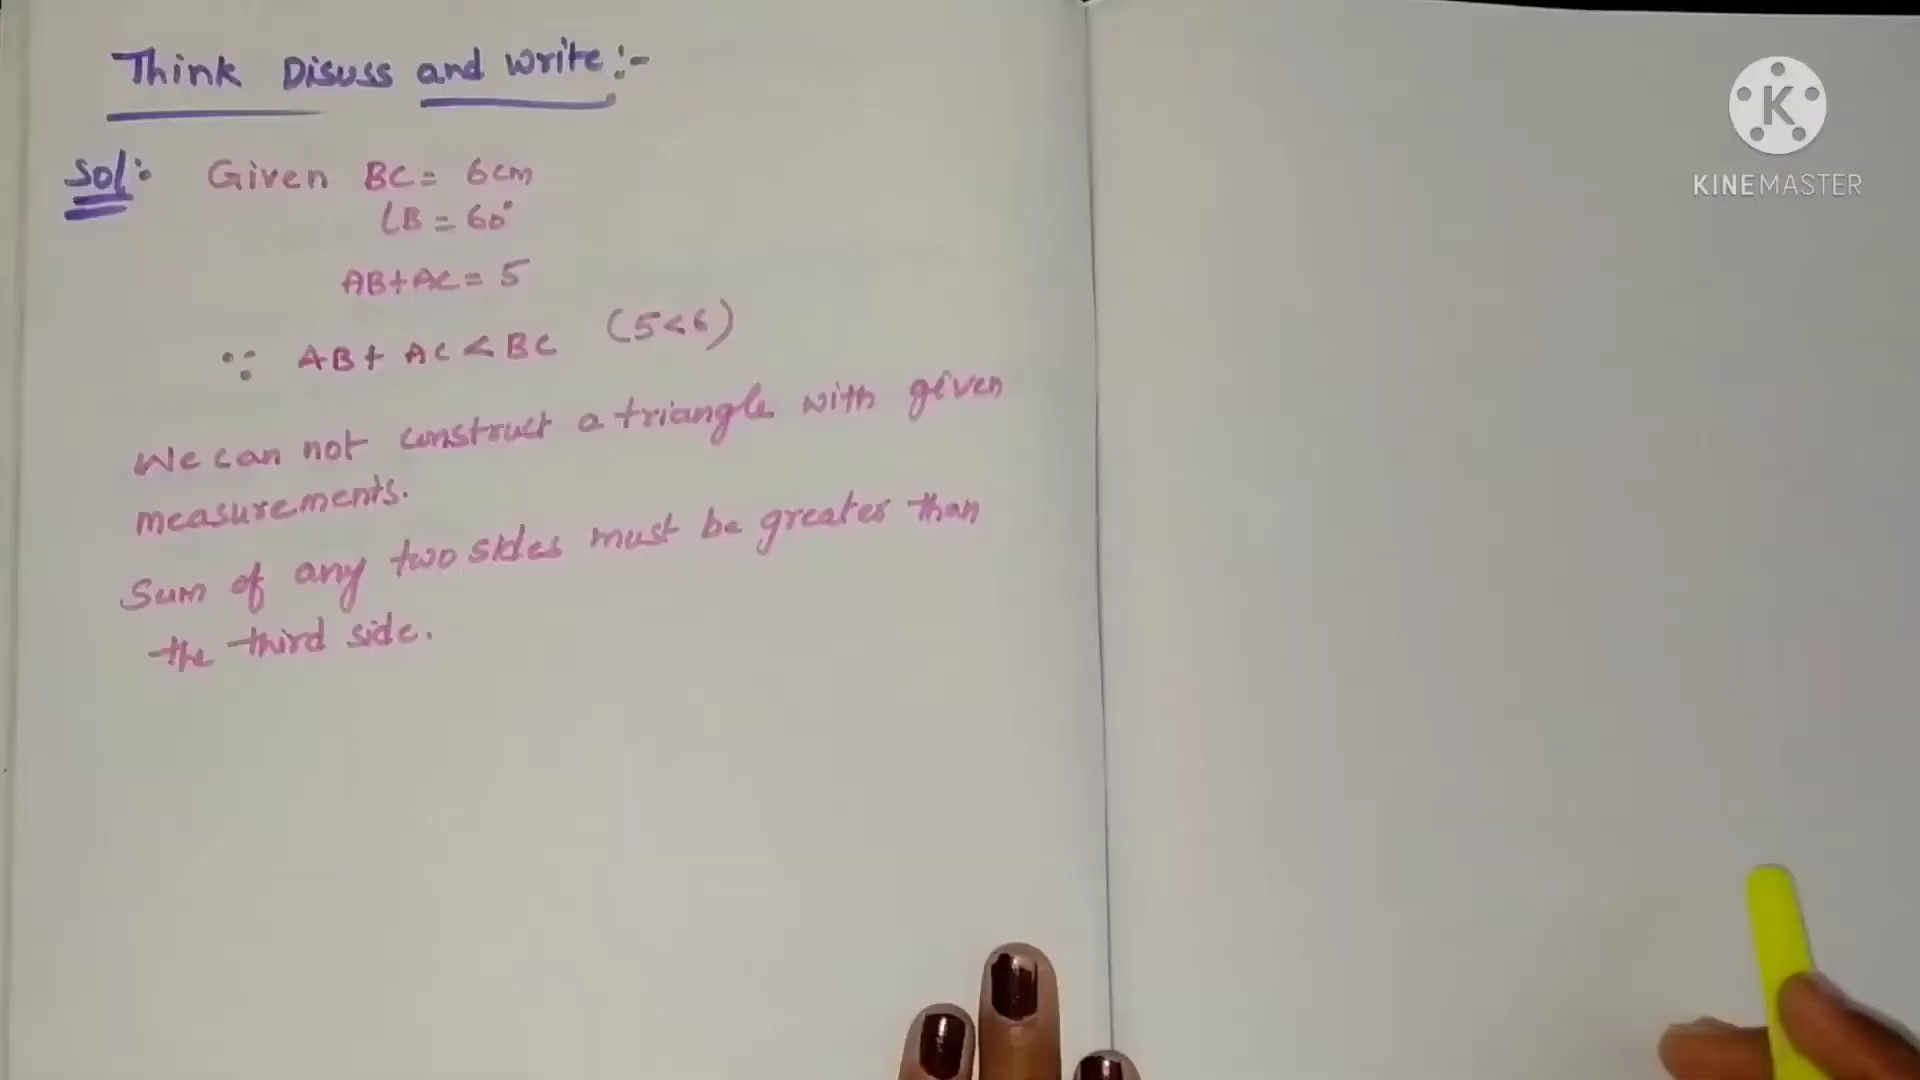 Think Disuss and write:-
Sol: Given BC = 6cm
∠B = 60°
AB+AC = 5
∵ AB + AC < BC (5<6)
We can not construct a triangle with given
measurements.
Sum of any two sides must be greater than
the third side.
K
KINEMASTER